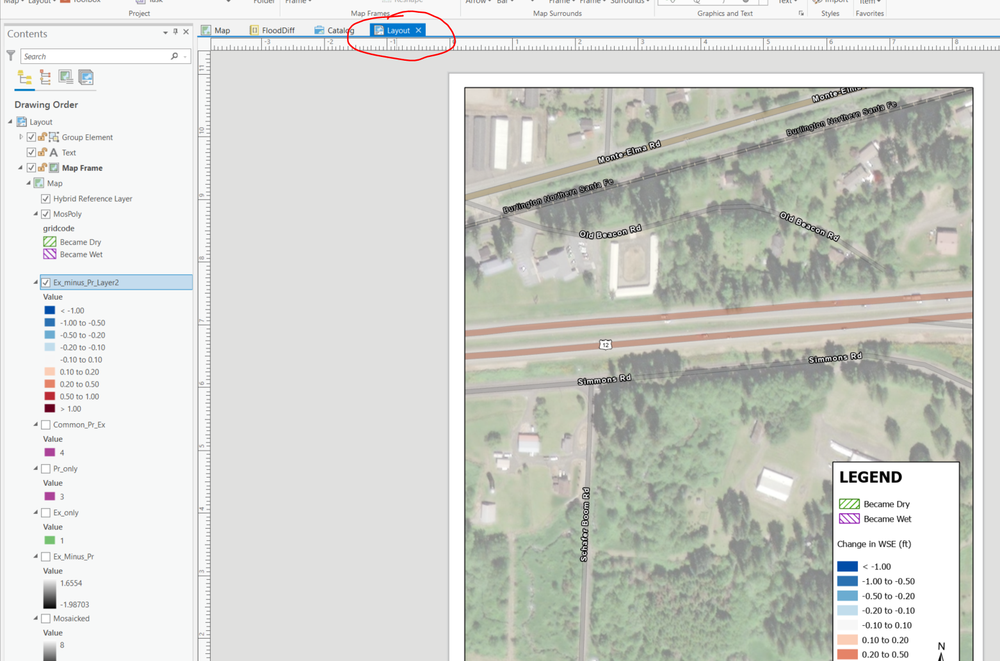 Map Layout Toolbox Task Folder Frame Reshape Arrow Bar Frame Frame Surrounds Text Import Item
Project Map Frames Map Surrounds Graphics and Text Styles Favorites
Contents
Map FloodDiff Catalog Layout
-3 -2 -1 0 1 2 3 4 5 6 7 8
Search
Drawing Order
Layout
Group Element
Text
Map Frame
Map
Hybrid Reference Layer
MosPoly
gridcode
Became Dry
Became Wet
Ex_minus_Pr_Layer2
Value
< -1.00
-1.00 to -0.50
-0.50 to -0.20
-0.20 to -0.10
-0.10 to 0.10
0.10 to 0.20
0.20 to 0.50
0.50 to 1.00
> 1.00
Common_Pr_Ex
Value
4
Pr_only
Value
3
Ex_only
Value
1
Ex_Minus_Pr
Value
1.6554
-1.98703
Mosaicked
Value
8
11
10
9
8
7
6
5
4
3
2
Monte-Elma
Burlington Northern Santa Fe
Monte-Elma Rd
Burlington Northern Santa Fe
Old Beacon Rd
Old Beacon Rd
12
Simmons Rd
Simmons Rd
Schafer Boom Rd
LEGEND
Became Dry
Became Wet
Change in WSE (ft)
< -1.00
-1.00 to -0.50
-0.50 to -0.20
-0.20 to -0.10
-0.10 to 0.10
0.10 to 0.20
0.20 to 0.50
N